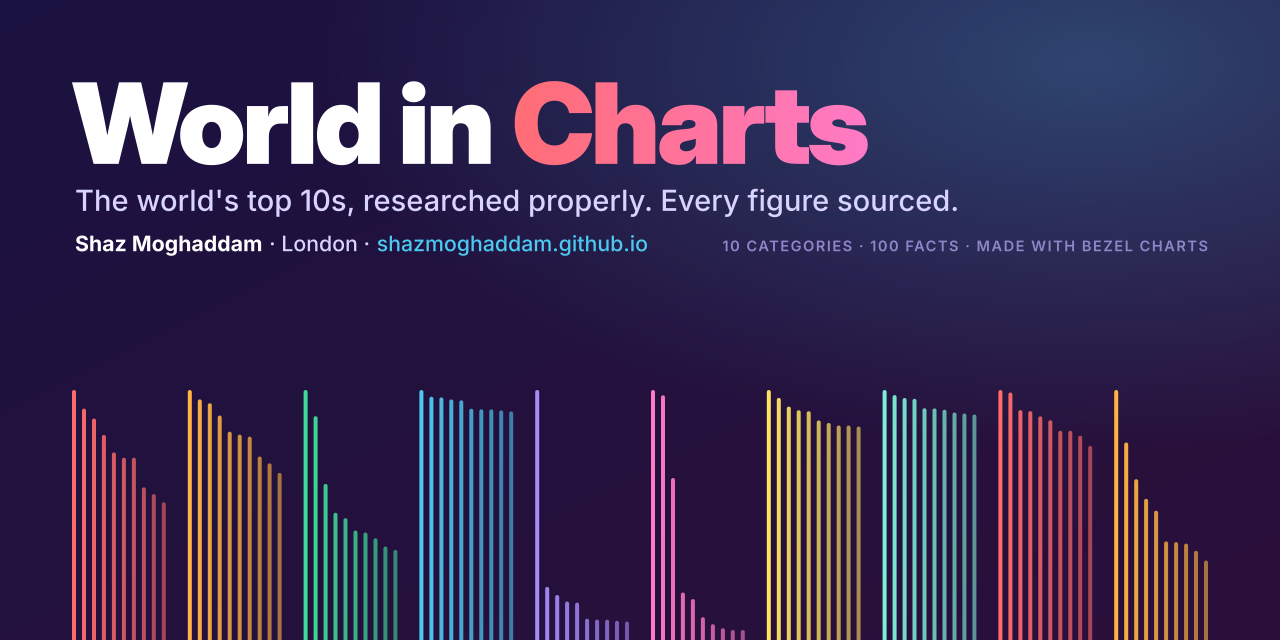 World in Charts
The world's top 10s, researched properly. Every figure sourced.
Shaz Moghaddam · London · shazmoghaddam.github.io
10 CATEGORIES · 100 FACTS · MADE WITH BEZEL CHARTS